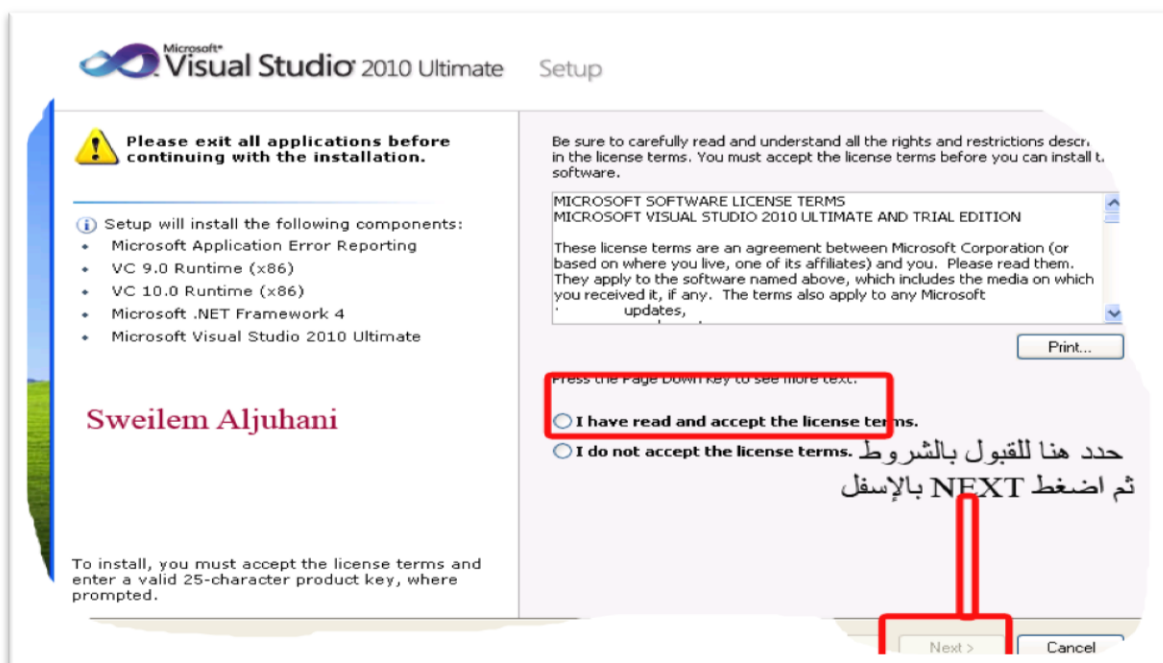 Microsoft®
Visual Studio® 2010 Ultimate Setup
Please exit all applications before
continuing with the installation.
Setup will install the following components:
Microsoft Application Error Reporting
VC 9.0 Runtime (x86)
VC 10.0 Runtime (x86)
Microsoft .NET Framework 4
Microsoft Visual Studio 2010 Ultimate
Sweilem Aljuhani
To install, you must accept the license terms and
enter a valid 25-character product key, where
prompted.
Be sure to carefully read and understand all the rights and restrictions
in the license terms. You must accept the license terms before you can install
software.
MICROSOFT SOFTWARE LICENSE TERMS
MICROSOFT VISUAL STUDIO 2010 ULTIMATE AND TRIAL EDITION
These license terms are an agreement between Microsoft Corporation (or
based on where you live, one of its affiliates) and you. Please read them.
They apply to the software named above, which includes the media on which
you received it, if any. The terms also apply to any Microsoft
updates,
Print...
Press the Page Down key to see more text.
I have read and accept the license terms.
I do not accept the license terms.
حدد هنا للقبول بالشروط
ثم اضغط NEXT بالإسفل
Next >
Cancel